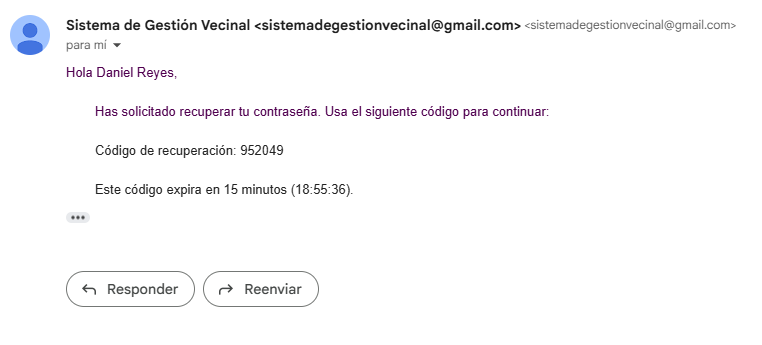 Sistema de Gestión Vecinal <sistemadegestionvecinal@gmail.com> <sistemadegestionvecinal@gmail.com>
para mí
Hola Daniel Reyes,
Has solicitado recuperar tu contraseña. Usa el siguiente código para continuar:
Código de recuperación: 952049
Este código expira en 15 minutos (18:55:36).
Responder
Reenviar